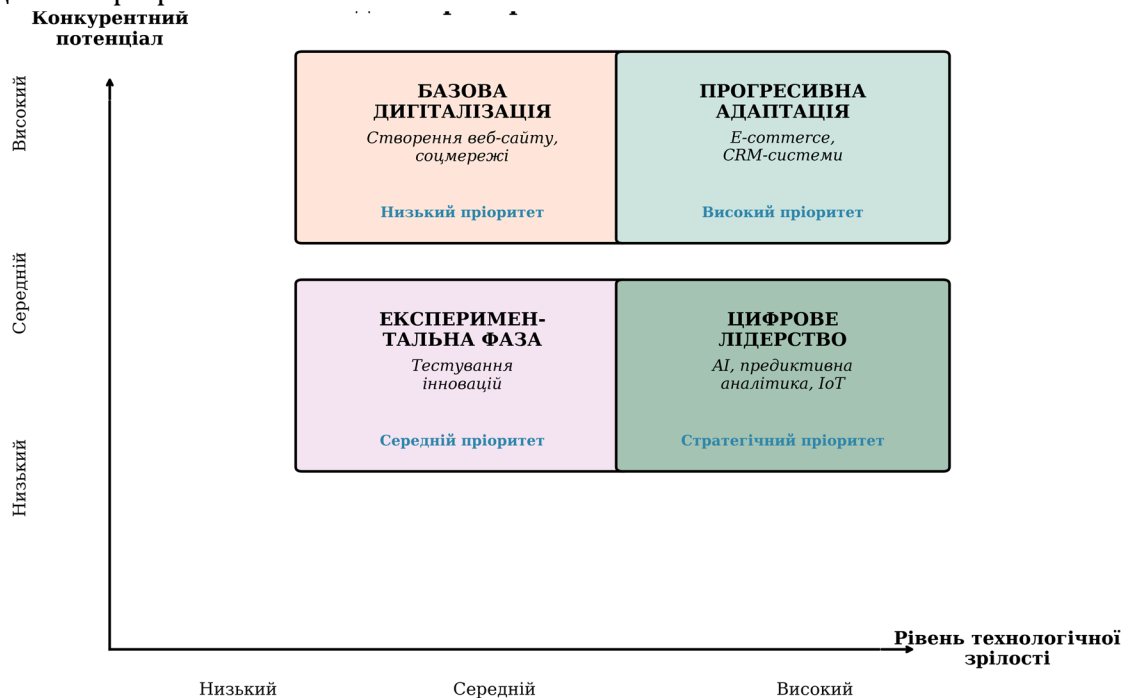 Конкурентний
потенціал
Високий
БАЗОВА
ДИГІТАЛІЗАЦІЯ
Створення веб-сайту,
соцмережі
Низький пріоритет
ПРОГРЕСИВНА
АДАПТАЦІЯ
E-commerce,
CRM-системи
Високий пріоритет
Середній
ЕКСПЕРИМЕН-
ТАЛЬНА ФАЗА
Тестування
інновацій
Середній пріоритет
ЦИФРОВЕ
ЛІДЕРСТВО
AI, предиктивна
аналітика, IoT
Стратегічний пріоритет
Низький
Рівень технологічної
зрілості
Низький
Середній
Високий